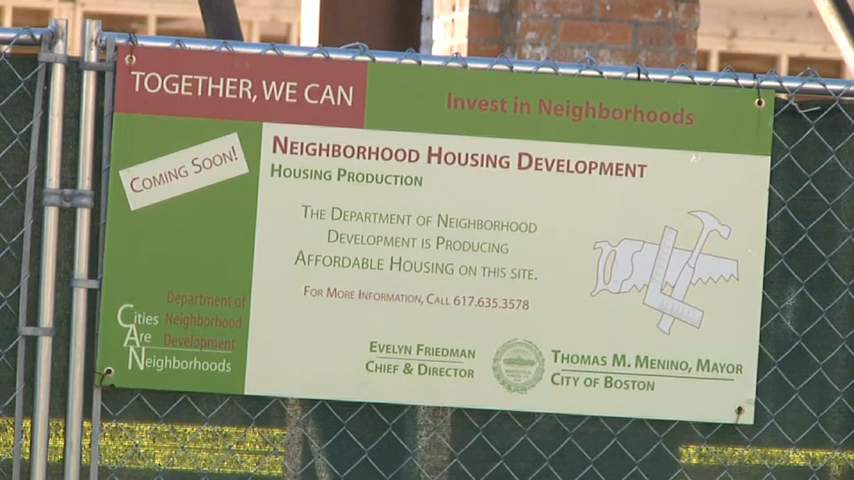 TOGETHER, WE CAN
Invest in Neighborhoods
COMING SOON!
NEIGHBORHOOD HOUSING DEVELOPMENT
HOUSING PRODUCTION
THE DEPARTMENT OF NEIGHBORHOOD
DEVELOPMENT IS PRODUCING
AFFORDABLE HOUSING ON THIS SITE.
FOR MORE INFORMATION, CALL 617.635.3578
Department of
Neighborhood
Development
Cities
Are
Neighborhoods
EVELYN FRIEDMAN
CHIEF & DIRECTOR
THOMAS M. MENINO, MAYOR
CITY OF BOSTON